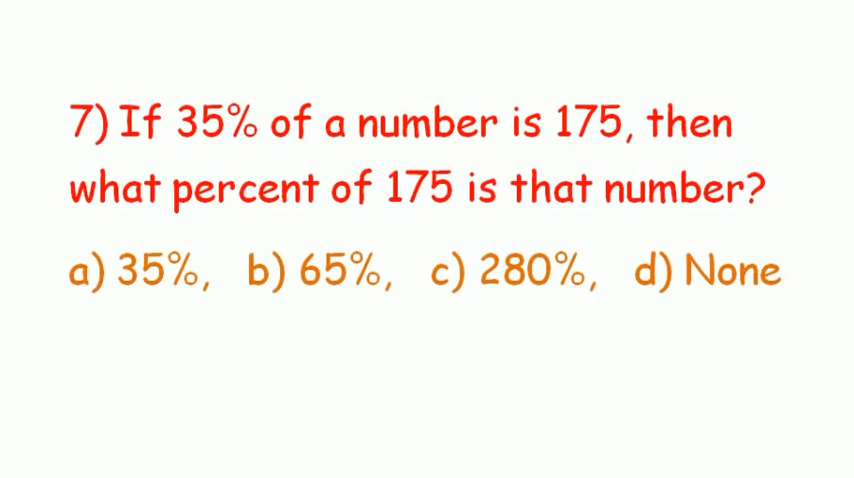 7) If 35% of a number is 175, then
what percent of 175 is that number?
a) 35%, b) 65%, c) 280%, d) None